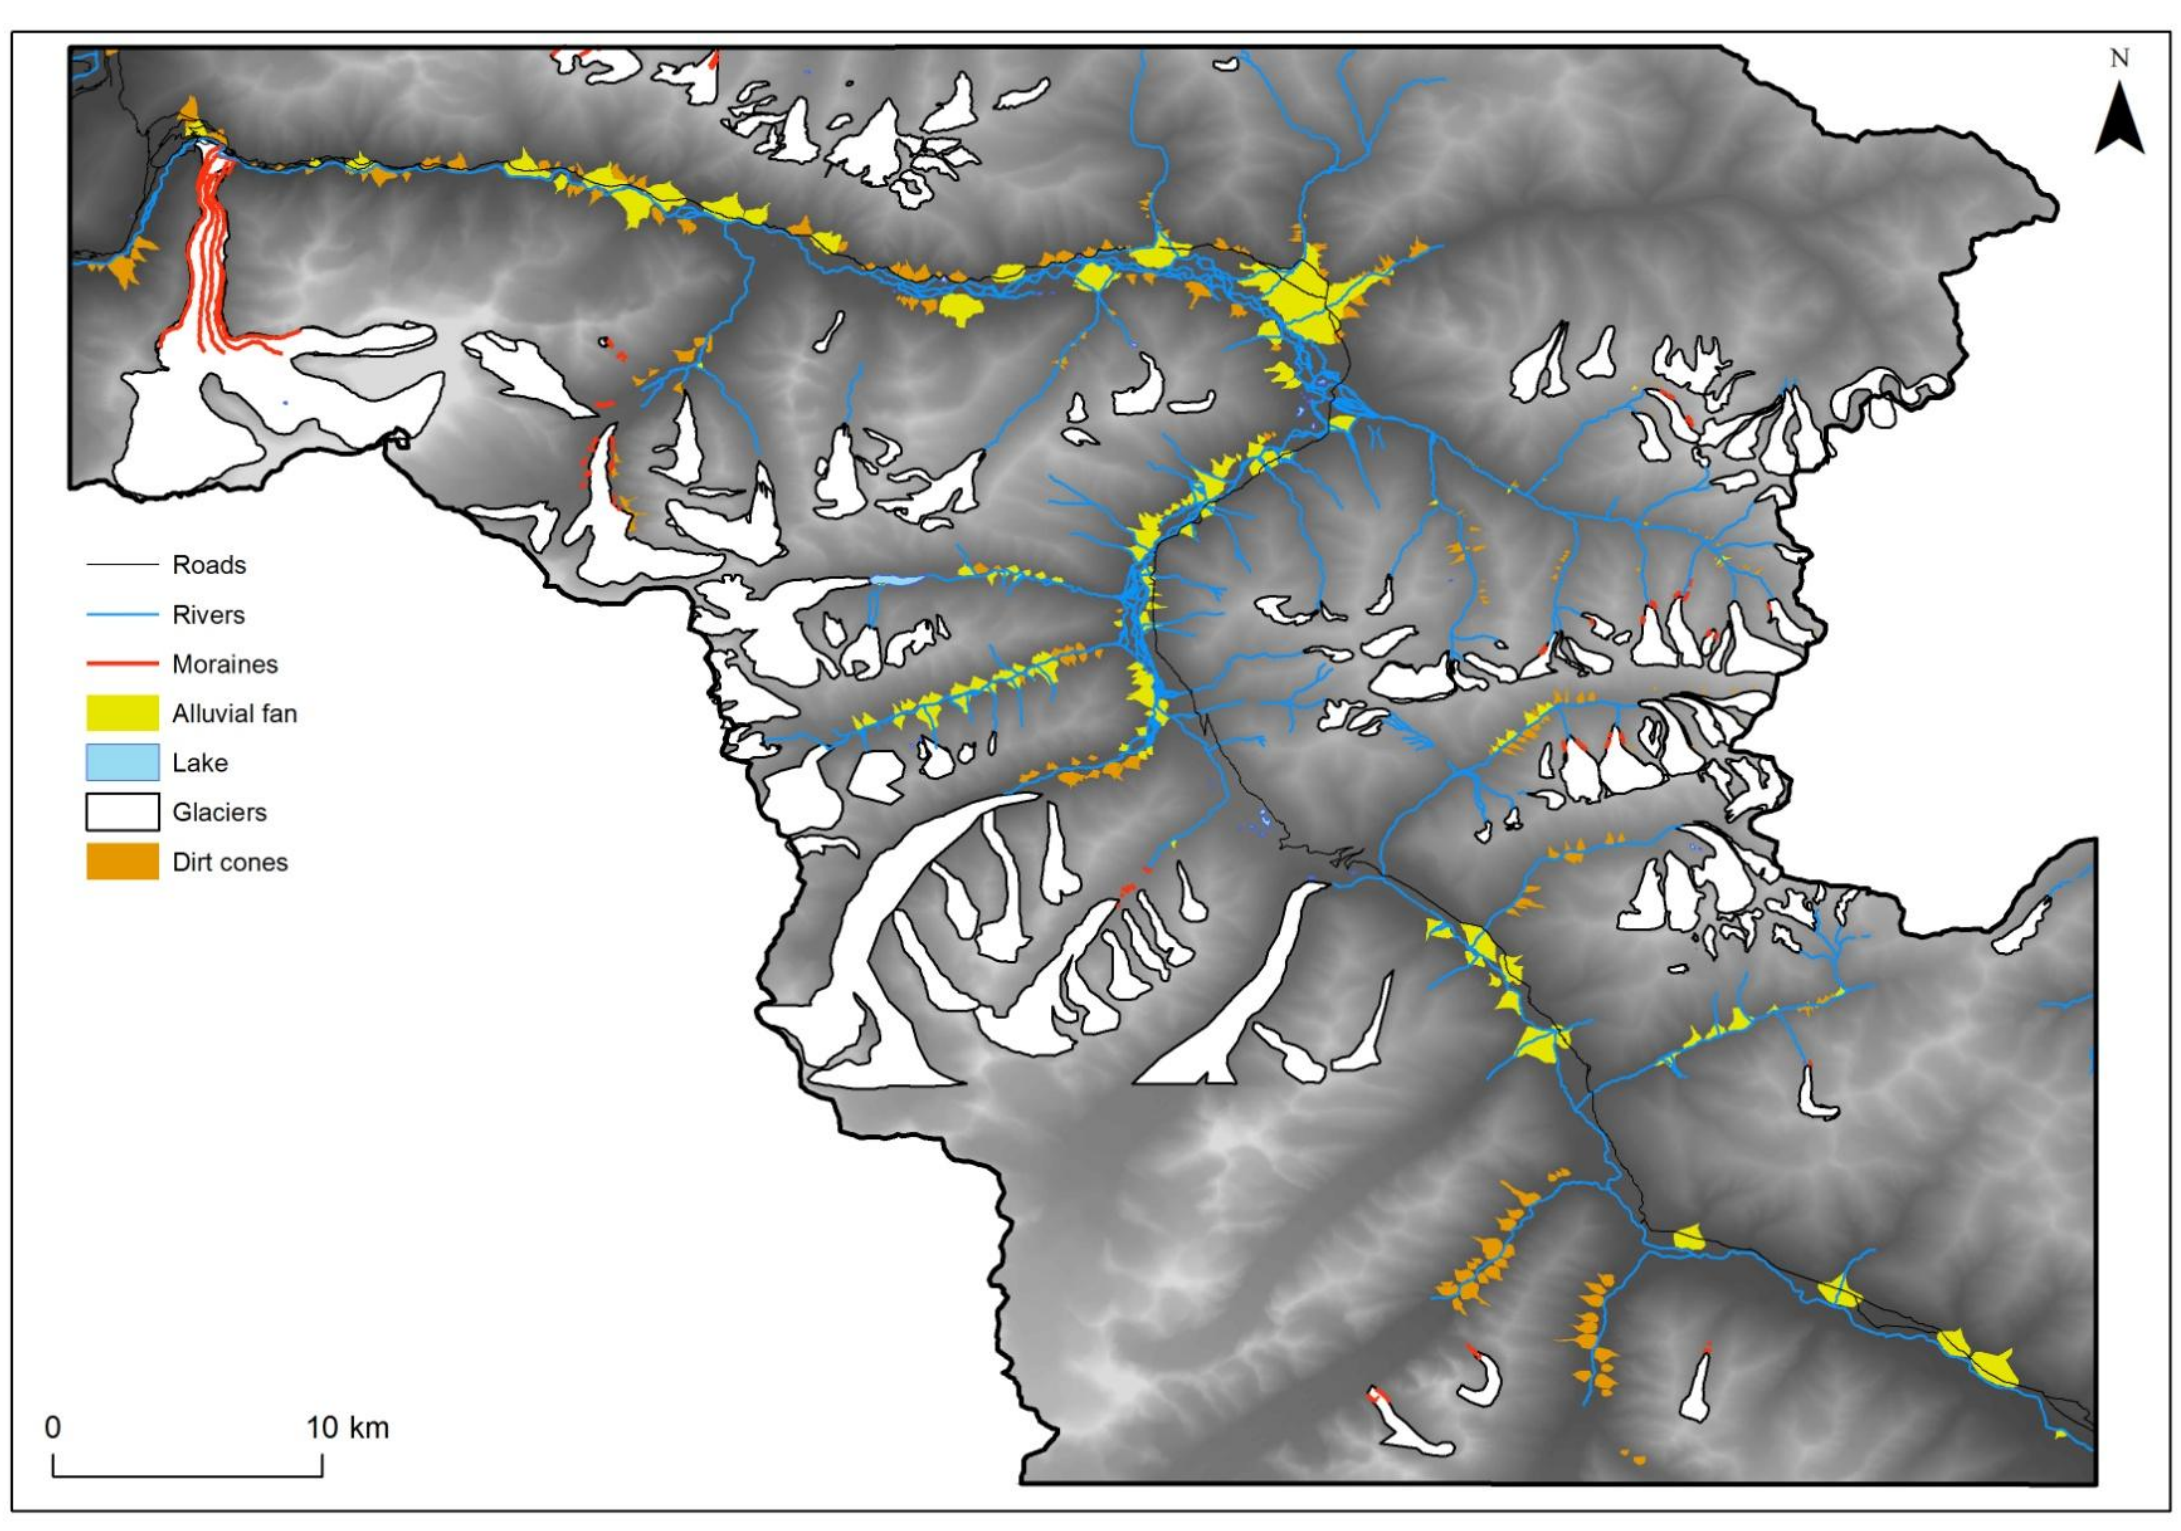 N
Roads
Rivers
Moraines
Alluvial fan
Lake
Glaciers
Dirt cones
0 10 km